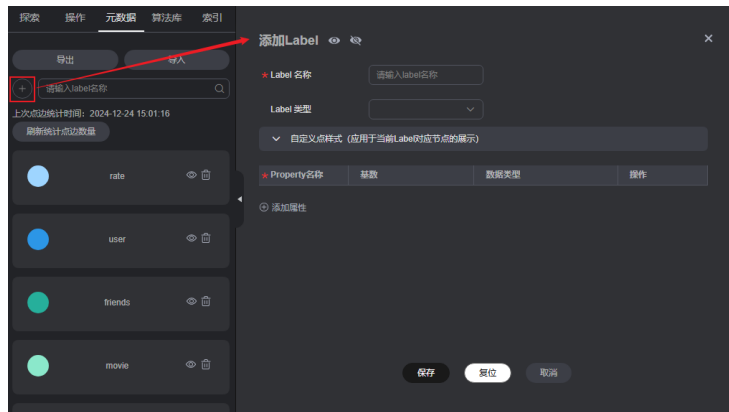 探索 操作 元数据 算法库 索引
导出 导入
请输入label名称
上次点边统计时间: 2024-12-24 15:01:16
刷新统计点边数量
rate
user
friends
movie
添加Label
★ Label 名称 请输入label名称
Label 类型
自定义点样式 (应用于当前Label对应节点的展示)
★ Property名称 基数 数据类型 操作
添加属性
保存 复位 取消